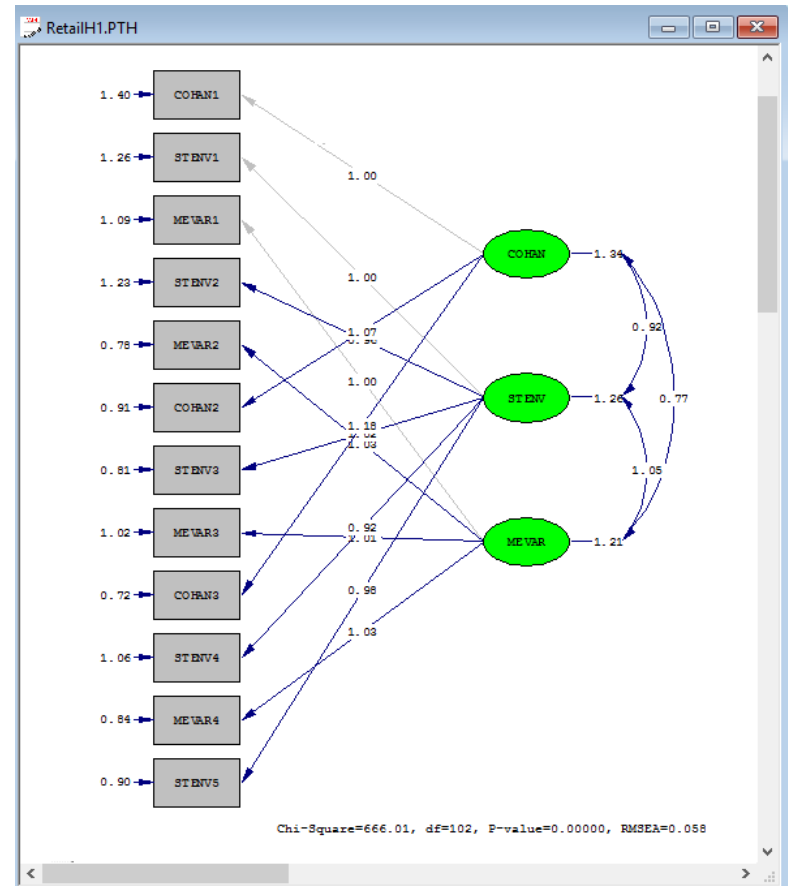 RetailH1.PTH
1.40 COHAN1
1.26 STENV1
1.09 MEVAR1
1.23 STENV2
0.78 MEVAR2
0.91 COHAN2
0.81 STENV3
1.02 MEVAR3
0.72 COHAN3
1.06 STENV4
0.84 MEVAR4
0.90 STENV5
1.00
1.00
1.07
1.00
1.18
1.03
0.92
0.98
1.03
COHAN 1.34
0.92
STENV 1.26 0.77
1.05
MEVAR 1.21
Chi-Square=666.01, df=102, P-value=0.00000, RMSEA=0.058